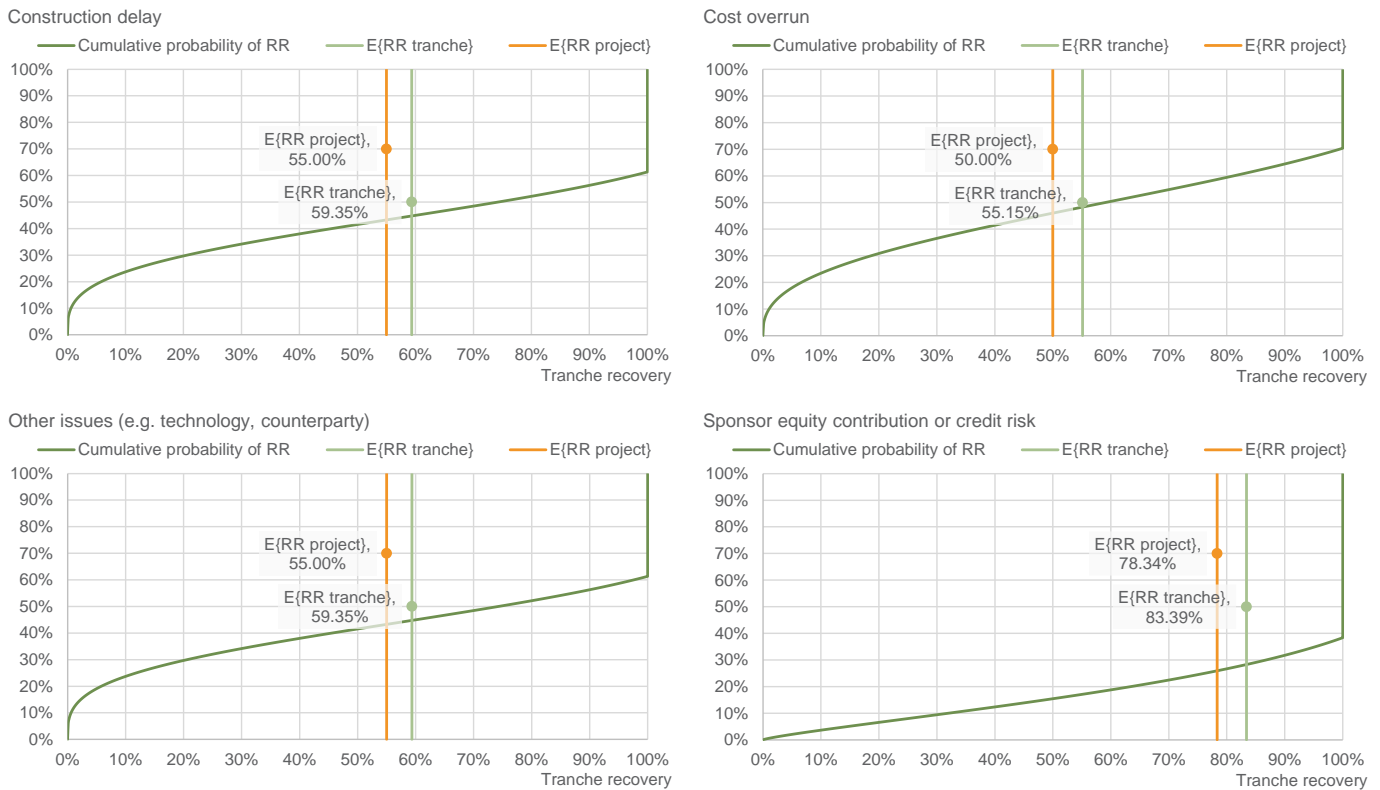 Construction delay
Cumulative probability of RR E{RR tranche} E{RR project}
100%
90%
80%
70%
60%
50%
40%
30%
20%
10%
0%
E{RR project},
55.00%
E{RR tranche},
59.35%
0% 10% 20% 30% 40% 50% 60% 70% 80% 90% 100%
Tranche recovery
Cost overrun
Cumulative probability of RR E{RR tranche} E{RR project}
100%
90%
80%
70%
60%
50%
40%
30%
20%
10%
0%
E{RR project},
50.00%
E{RR tranche},
55.15%
0% 10% 20% 30% 40% 50% 60% 70% 80% 90% 100%
Tranche recovery
Other issues (e.g. technology, counterparty)
Cumulative probability of RR E{RR tranche} E{RR project}
100%
90%
80%
70%
60%
50%
40%
30%
20%
10%
0%
E{RR project},
55.00%
E{RR tranche},
59.35%
0% 10% 20% 30% 40% 50% 60% 70% 80% 90% 100%
Tranche recovery
Sponsor equity contribution or credit risk
Cumulative probability of RR E{RR tranche} E{RR project}
100%
90%
80%
70%
60%
50%
40%
30%
20%
10%
0%
E{RR project},
78.34%
E{RR tranche},
83.39%
0% 10% 20% 30% 40% 50% 60% 70% 80% 90% 100%
Tranche recovery